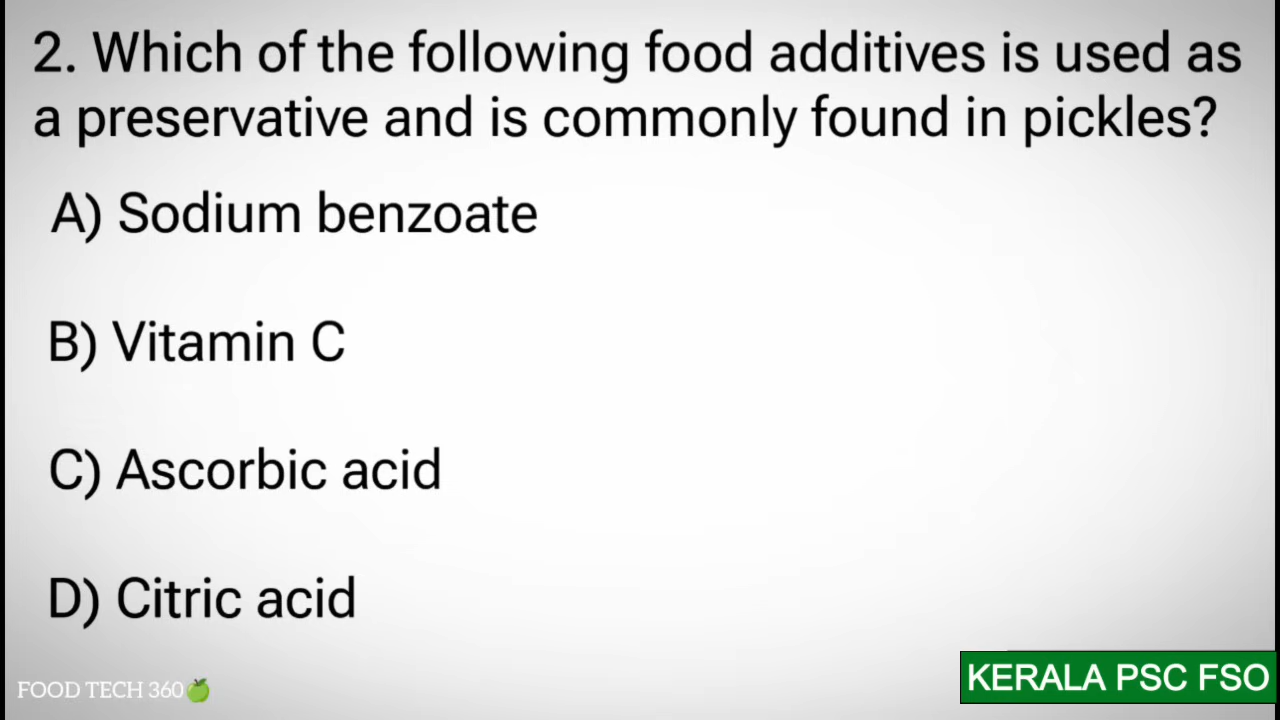 2. Which of the following food additives is used as
a preservative and is commonly found in pickles?
A) Sodium benzoate
B) Vitamin C
C) Ascorbic acid
D) Citric acid
FOOD TECH 360🍏
KERALA PSC FSO